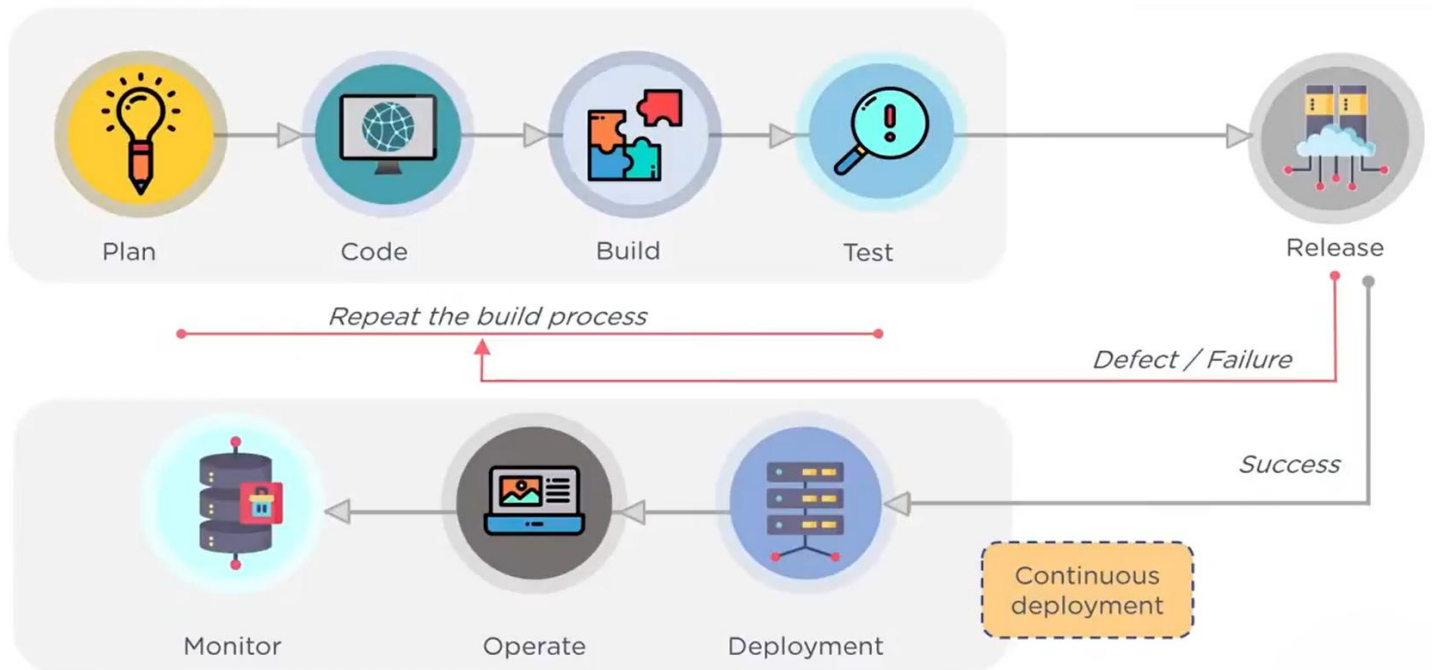 Plan
Code
Build
Test
Release
Repeat the build process
Defect / Failure
Success
Continuous
deployment
Monitor
Operate
Deployment